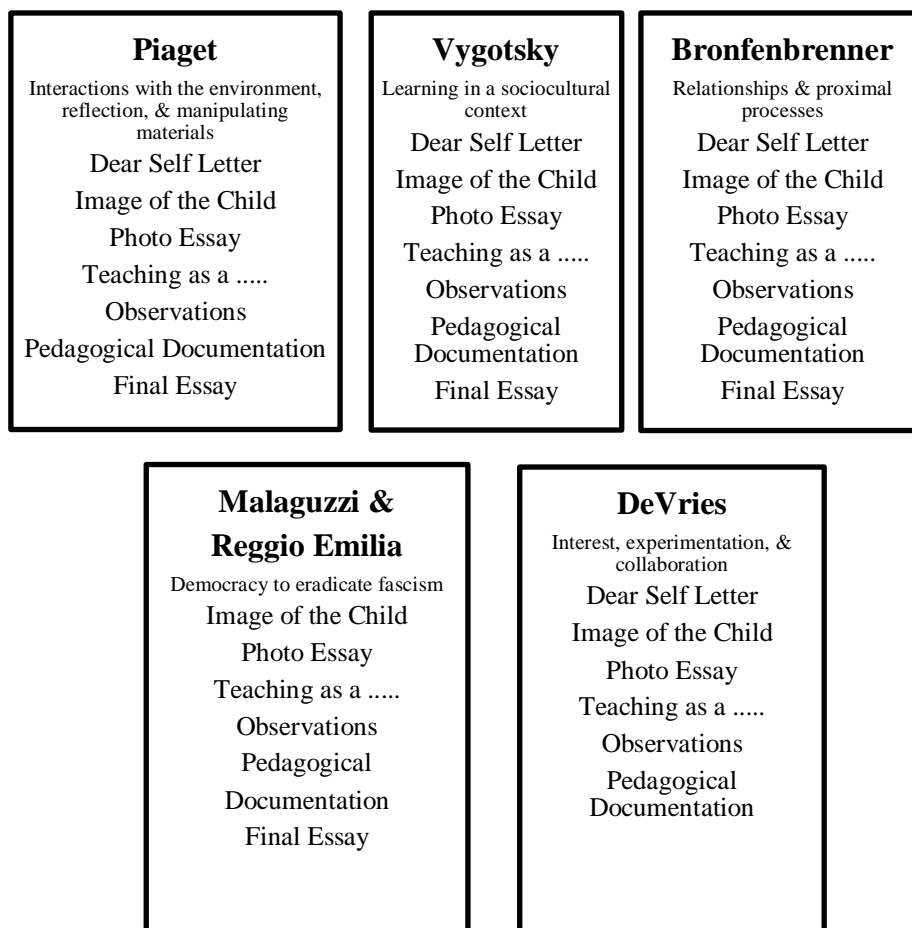 Piaget
Interactions with the environment,
reflection, & manipulating
materials
Dear Self Letter
Image of the Child
Photo Essay
Teaching as a .....
Observations
Pedagogical Documentation
Final Essay
Vygotsky
Learning in a sociocultural
context
Dear Self Letter
Image of the Child
Photo Essay
Teaching as a .....
Observations
Pedagogical
Documentation
Final Essay
Bronfenbrenner
Relationships & proximal
processes
Dear Self Letter
Image of the Child
Photo Essay
Teaching as a .....
Observations
Pedagogical
Documentation
Final Essay
Malaguzzi &
Reggio Emilia
Democracy to eradicate fascism
Image of the Child
Photo Essay
Teaching as a .....
Observations
Pedagogical
Documentation
Final Essay
DeVries
Interest, experimentation, &
collaboration
Dear Self Letter
Image of the Child
Photo Essay
Teaching as a .....
Observations
Pedagogical
Documentation